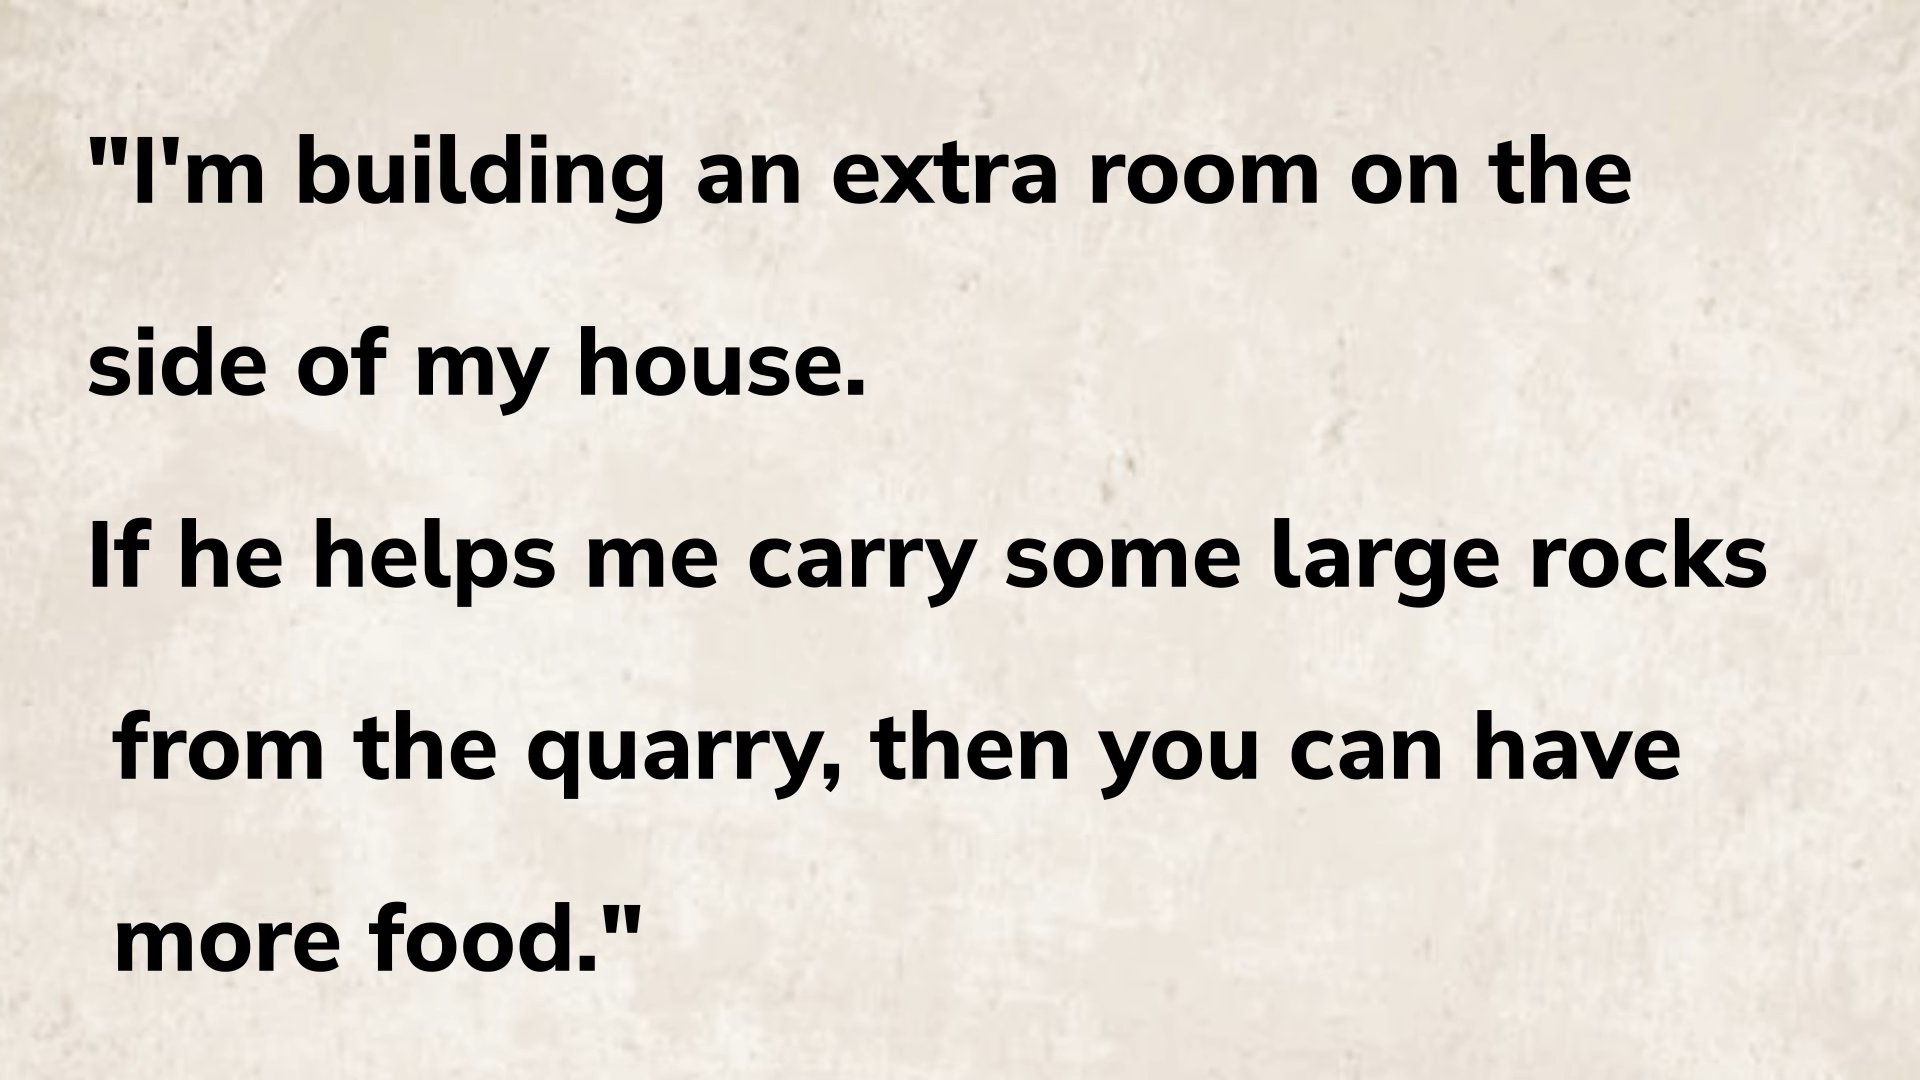 "I'm building an extra room on the
side of my house.
If he helps me carry some large rocks
from the quarry, then you can have
more food."